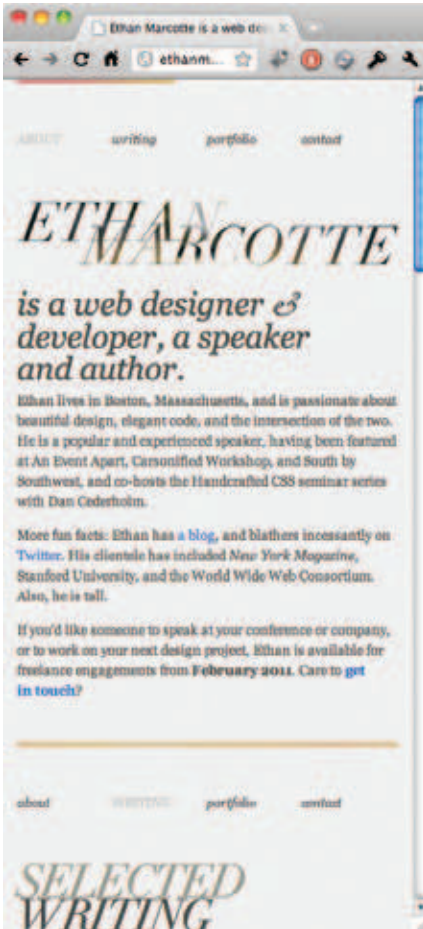 Ethan Marcotte is a web de
ethanm...
ABOUT writing portfolio contact
ETHAN
MARCOTTE
is a web designer &
developer, a speaker
and author.
Ethan lives in Boston, Massachusetts, and is passionate about
beautiful design, elegant code, and the intersection of the two.
He is a popular and experienced speaker, having been featured
at An Event Apart, Carsonified Workshop, and South by
Southwest, and co-hosts the Handcrafted CSS seminar series
with Dan Cederholm.
More fun facts: Ethan has a blog, and blathers incessantly on
Twitter. His clientele has included New York Magazine,
Stanford University, and the World Wide Web Consortium.
Also, he is tall.
If you'd like someone to speak at your conference or company,
or to work on your next design project, Ethan is available for
freelance engagements from February 2011. Care to get
in touch?
about WRITING portfolio contact
SELECTED
WRITING